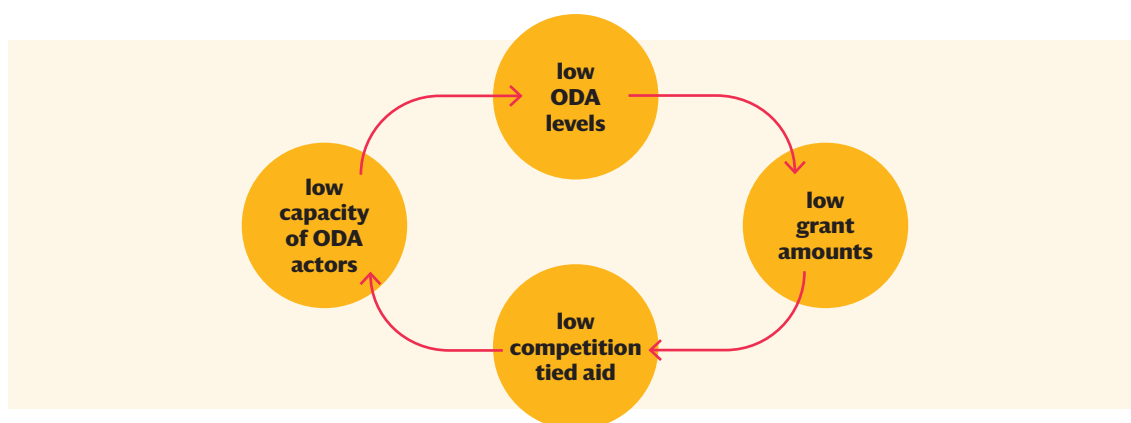 low
ODA
levels
low
capacity
of ODA
actors
low
grant
amounts
low
competition
tied aid